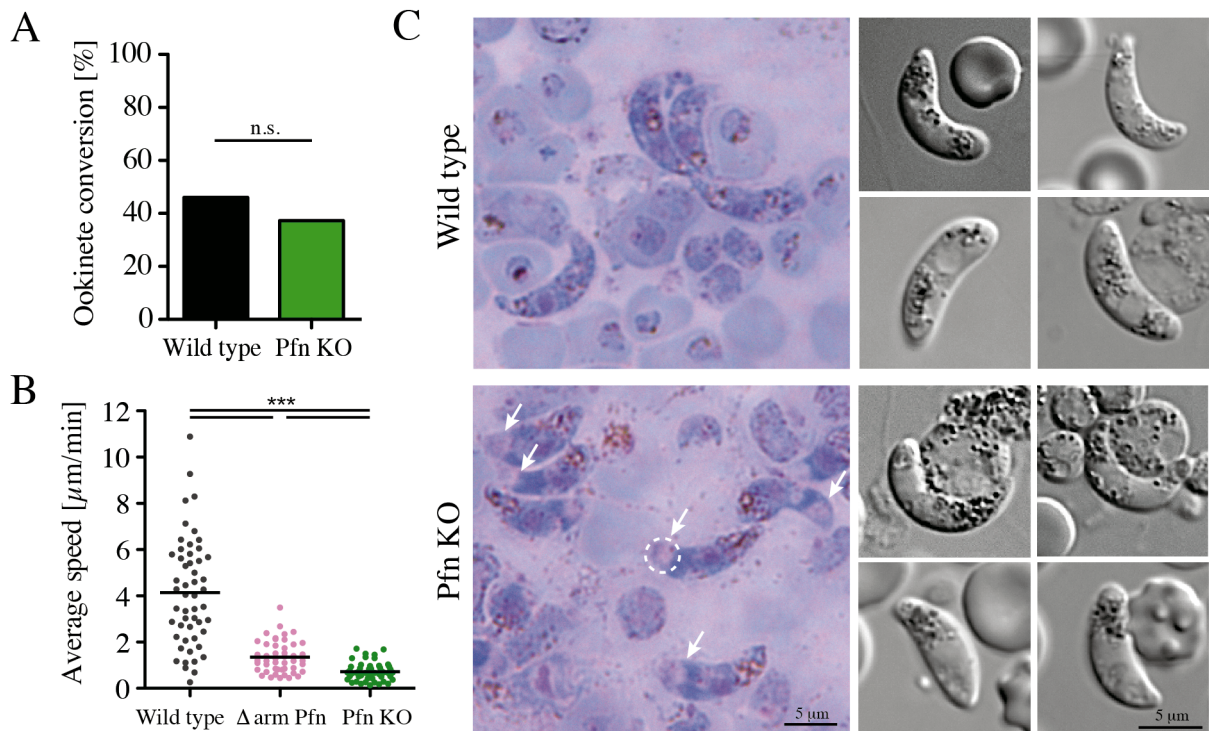 A
Ookinete conversion [%]
100
80
60
40
20
0
n.s.
Wild type Pfn KO
B
Average speed [µm/min]
12
10
8
6
4
2
0
***
Wild type Δ arm Pfn Pfn KO
C
Wild type
Pfn KO
5 µm
5 µm